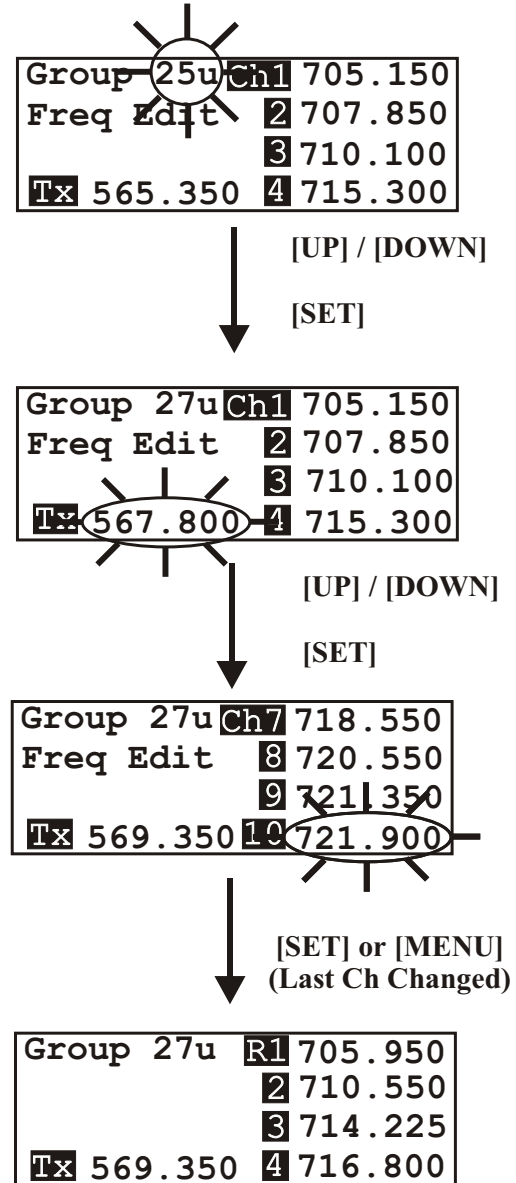 Group 25u Ch1 705.150
Freq Edit 2 707.850
3 710.100
Tx 565.350 4 715.300
[UP] / [DOWN]
[SET]
Group 27u Ch1 705.150
Freq Edit 2 707.850
3 710.100
Tx 567.800 4 715.300
[UP] / [DOWN]
[SET]
Group 27u Ch7 718.550
Freq Edit 8 720.550
9 721.350
Tx 569.350 10 721.900
[SET] or [MENU]
(Last Ch Changed)
Group 27u R1 705.950
2 710.550
3 714.225
Tx 569.350 4 716.800